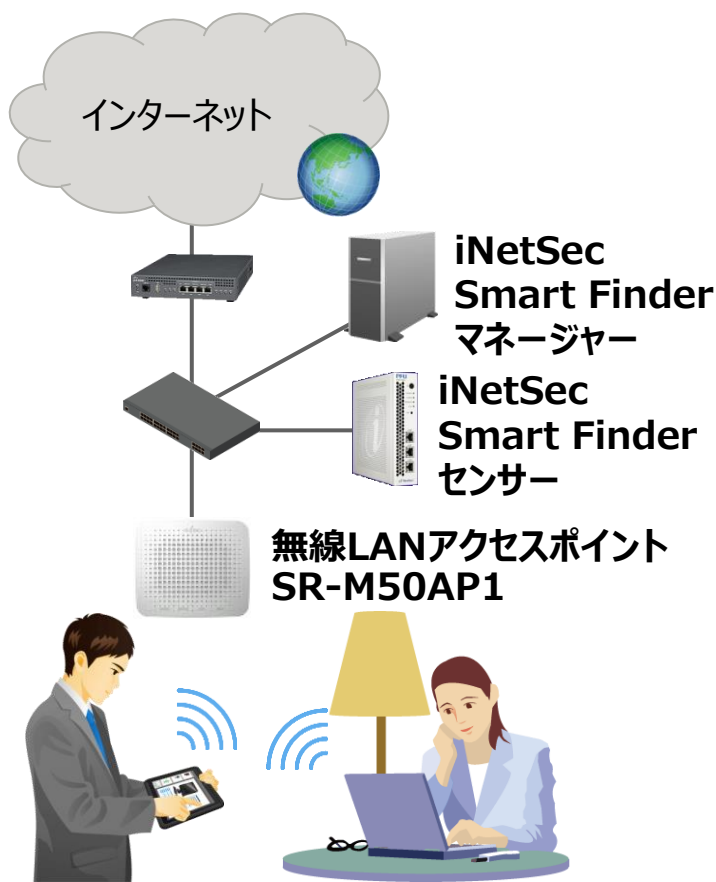 インターネット
iNetSec
Smart Finder
マネージャー
iNetSec
Smart Finder
センサー
無線LANアクセスポイント
SR-M50AP1